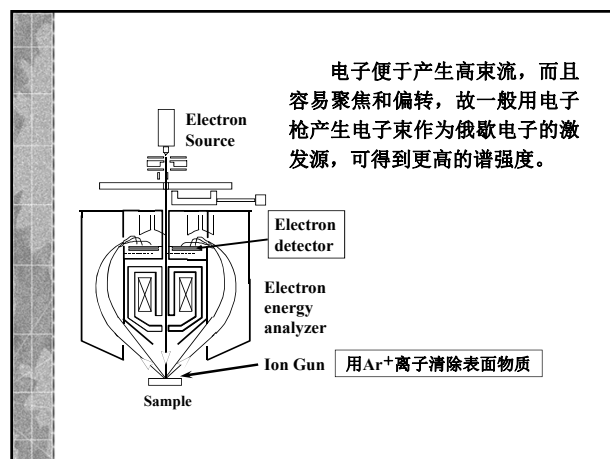 电子便于产生高束流，而且
容易聚焦和偏转，故一般用电子
枪产生电子束作为俄歇电子的激
发源，可得到更高的谱强度。
Electron
Source
Electron
detector
Electron
energy
analyzer
Ion Gun
用Ar+离子清除表面物质
Sample